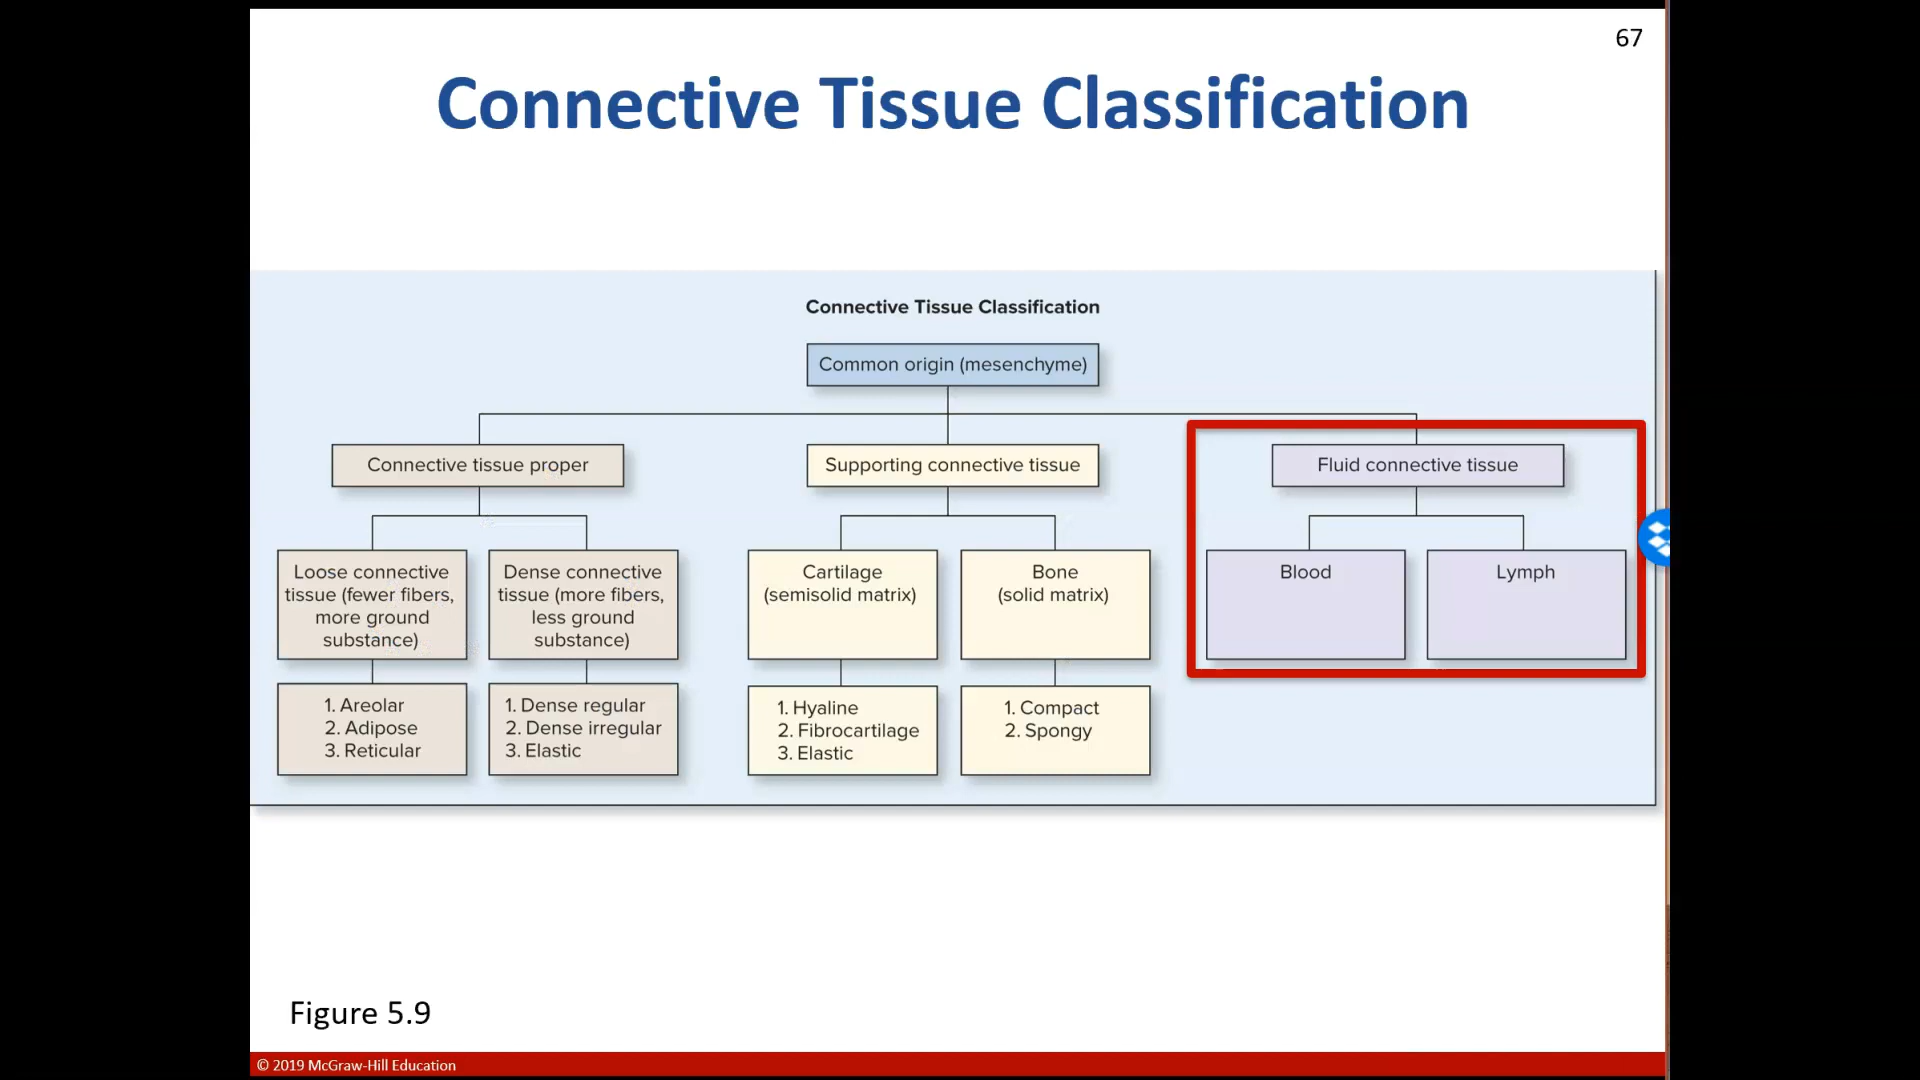 67
Connective Tissue Classification
Connective Tissue Classification
Common origin (mesenchyme)
Connective tissue proper
Supporting connective tissue
Fluid connective tissue
Loose connective
tissue (fewer fibers,
more ground
substance)
Dense connective
tissue (more fibers,
less ground
substance)
Cartilage
(semisolid matrix)
Bone
(solid matrix)
Blood
Lymph
1. Areolar
2. Adipose
3. Reticular
1. Dense regular
2. Dense irregular
3. Elastic
1. Hyaline
2. Fibrocartilage
3. Elastic
1. Compact
2. Spongy
Figure 5.9
© 2019 McGraw-Hill Education